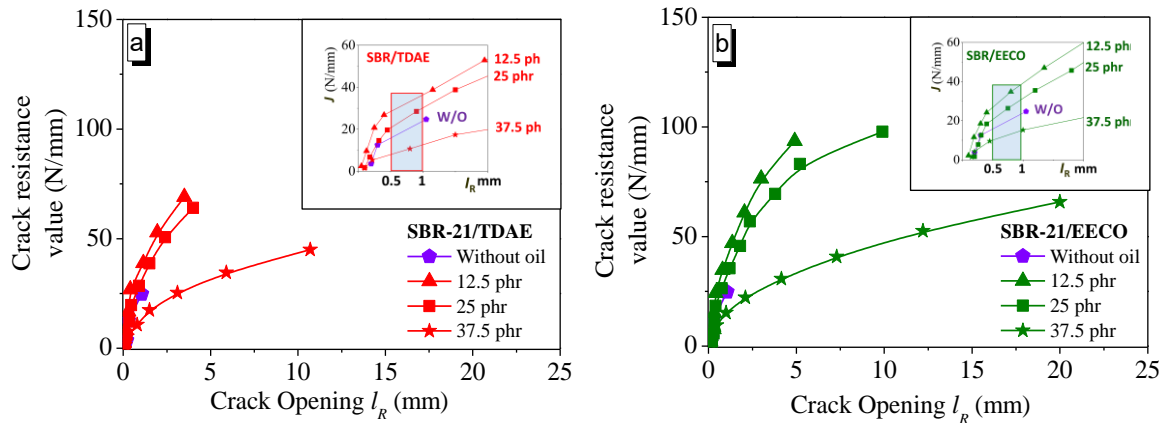 a
Crack resistance
value (N/mm)
150
100
50
0
0 5 10 15 20 25
Crack Opening l_R (mm)
SBR-21/TDAE
Without oil
12.5 phr
25 phr
37.5 phr
J (N/mm)
60
40
20
0
SBR/TDAE
12.5 ph
25 phr
W/O
37.5 ph
0.5 1 l_R mm
b
Crack resistance
value (N/mm)
150
100
50
0
0 5 10 15 20 25
Crack Opening l_R (mm)
SBR-21/EECO
Without oil
12.5 phr
25 phr
37.5 phr
J (N/mm)
60
40
20
0
SBR/EECO
12.5 phr
25 phr
W/O
37.5 phr
0.5 1 l_R mm